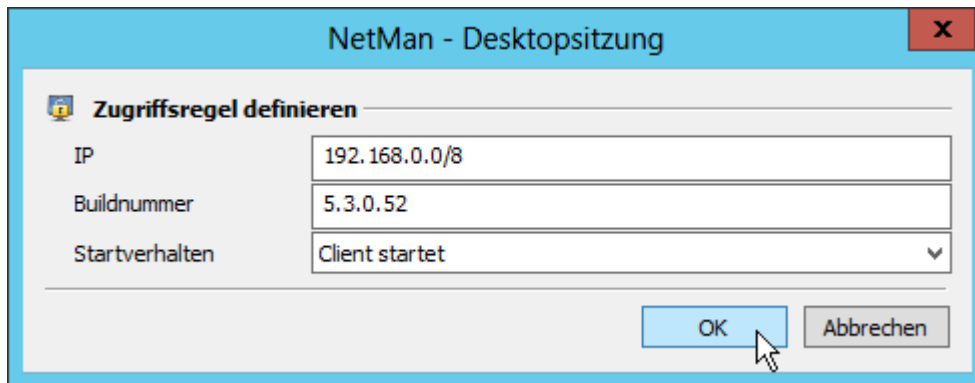 NetMan - Desktopsitzung
x
Zugriffsregel definieren
IP 192.168.0.0/8
Buildnummer 5.3.0.52
Startverhalten Client startet
OK Abbrechen